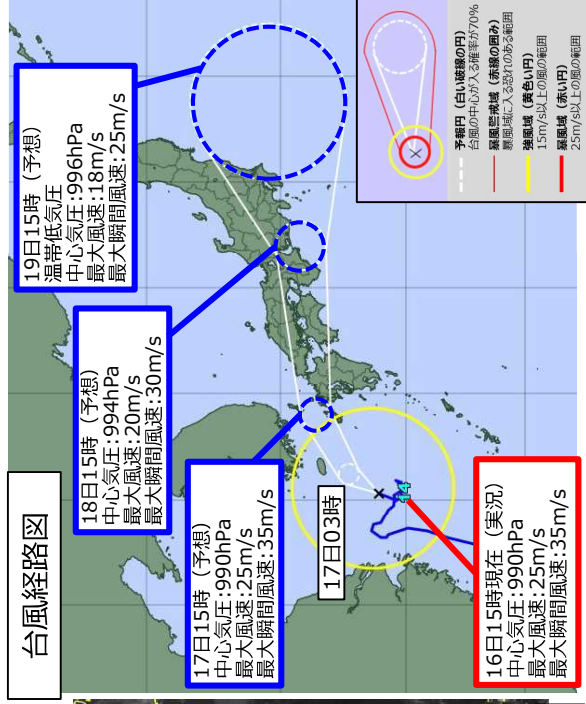 台風経路図
19日15時（予想）
温帯低気圧
中心気圧:996hPa
最大風速:18m/s
最大瞬間風速:25m/s
18日15時（予想）
中心気圧:994hPa
最大風速:20m/s
最大瞬間風速:30m/s
17日15時（予想）
中心気圧:990hPa
最大風速:25m/s
最大瞬間風速:35m/s
17日03時
14
16日15時現在（実況）
中心気圧:990hPa
最大風速:25m/s
最大瞬間風速:35m/s
予報円（白い破線の円）
台風の中心が入る確率が70%
暴風警戒域（赤線の囲み）
暴風域に入る恐れのある範囲
強風域（黄色い円）
15m/s以上の風の範囲
暴風域（赤い円）
25m/s以上の風の範囲